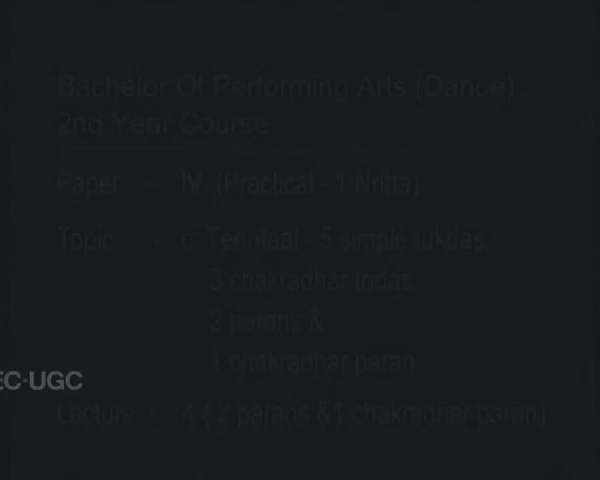 Bachelor Of Performing Arts (Dance)
2nd Year Course
Paper - IV (Practical - 1 Nritta)
Topic - Teentaal - 5 simple tukdas,
3 chakradhar todas,
2 parans &
1 chakradhar paran
EC-UGC
Lecture - 4 ( 2 parans & 1 chakradhar paran)